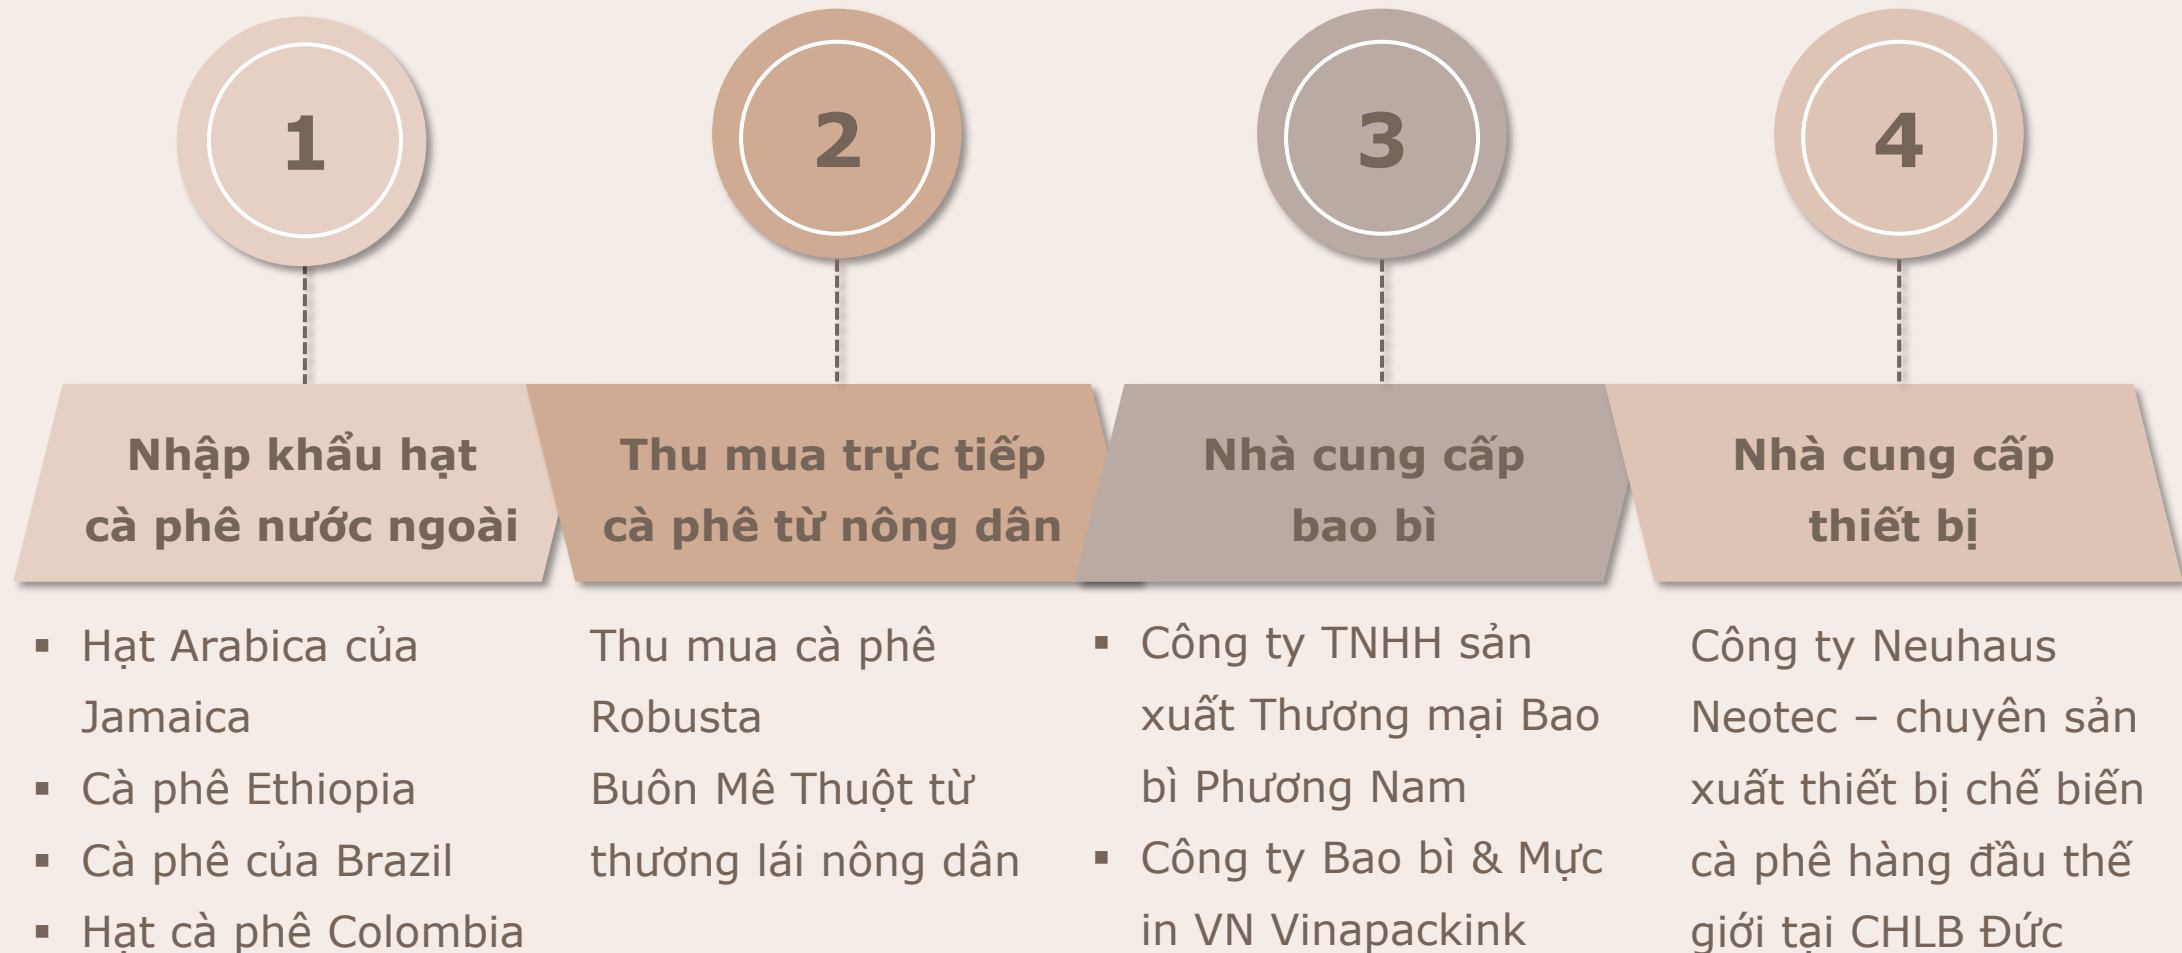 1
Nhập khẩu hạt
cà phê nước ngoài
▪ Hạt Arabica của
Jamaica
▪ Cà phê Ethiopia
▪ Cà phê của Brazil
▪ Hạt cà phê Colombia
2
Thu mua trực tiếp
cà phê từ nông dân
Thu mua cà phê
Robusta
Buôn Mê Thuột từ
thương lái nông dân
3
Nhà cung cấp
bao bì
▪ Công ty TNHH sản
xuất Thương mại Bao
bì Phương Nam
▪ Công ty Bao bì & Mực
in VN Vinapackink
4
Nhà cung cấp
thiết bị
Công ty Neuhaus
Neotec – chuyên sản
xuất thiết bị chế biến
cà phê hàng đầu thế
giới tại CHLB Đức